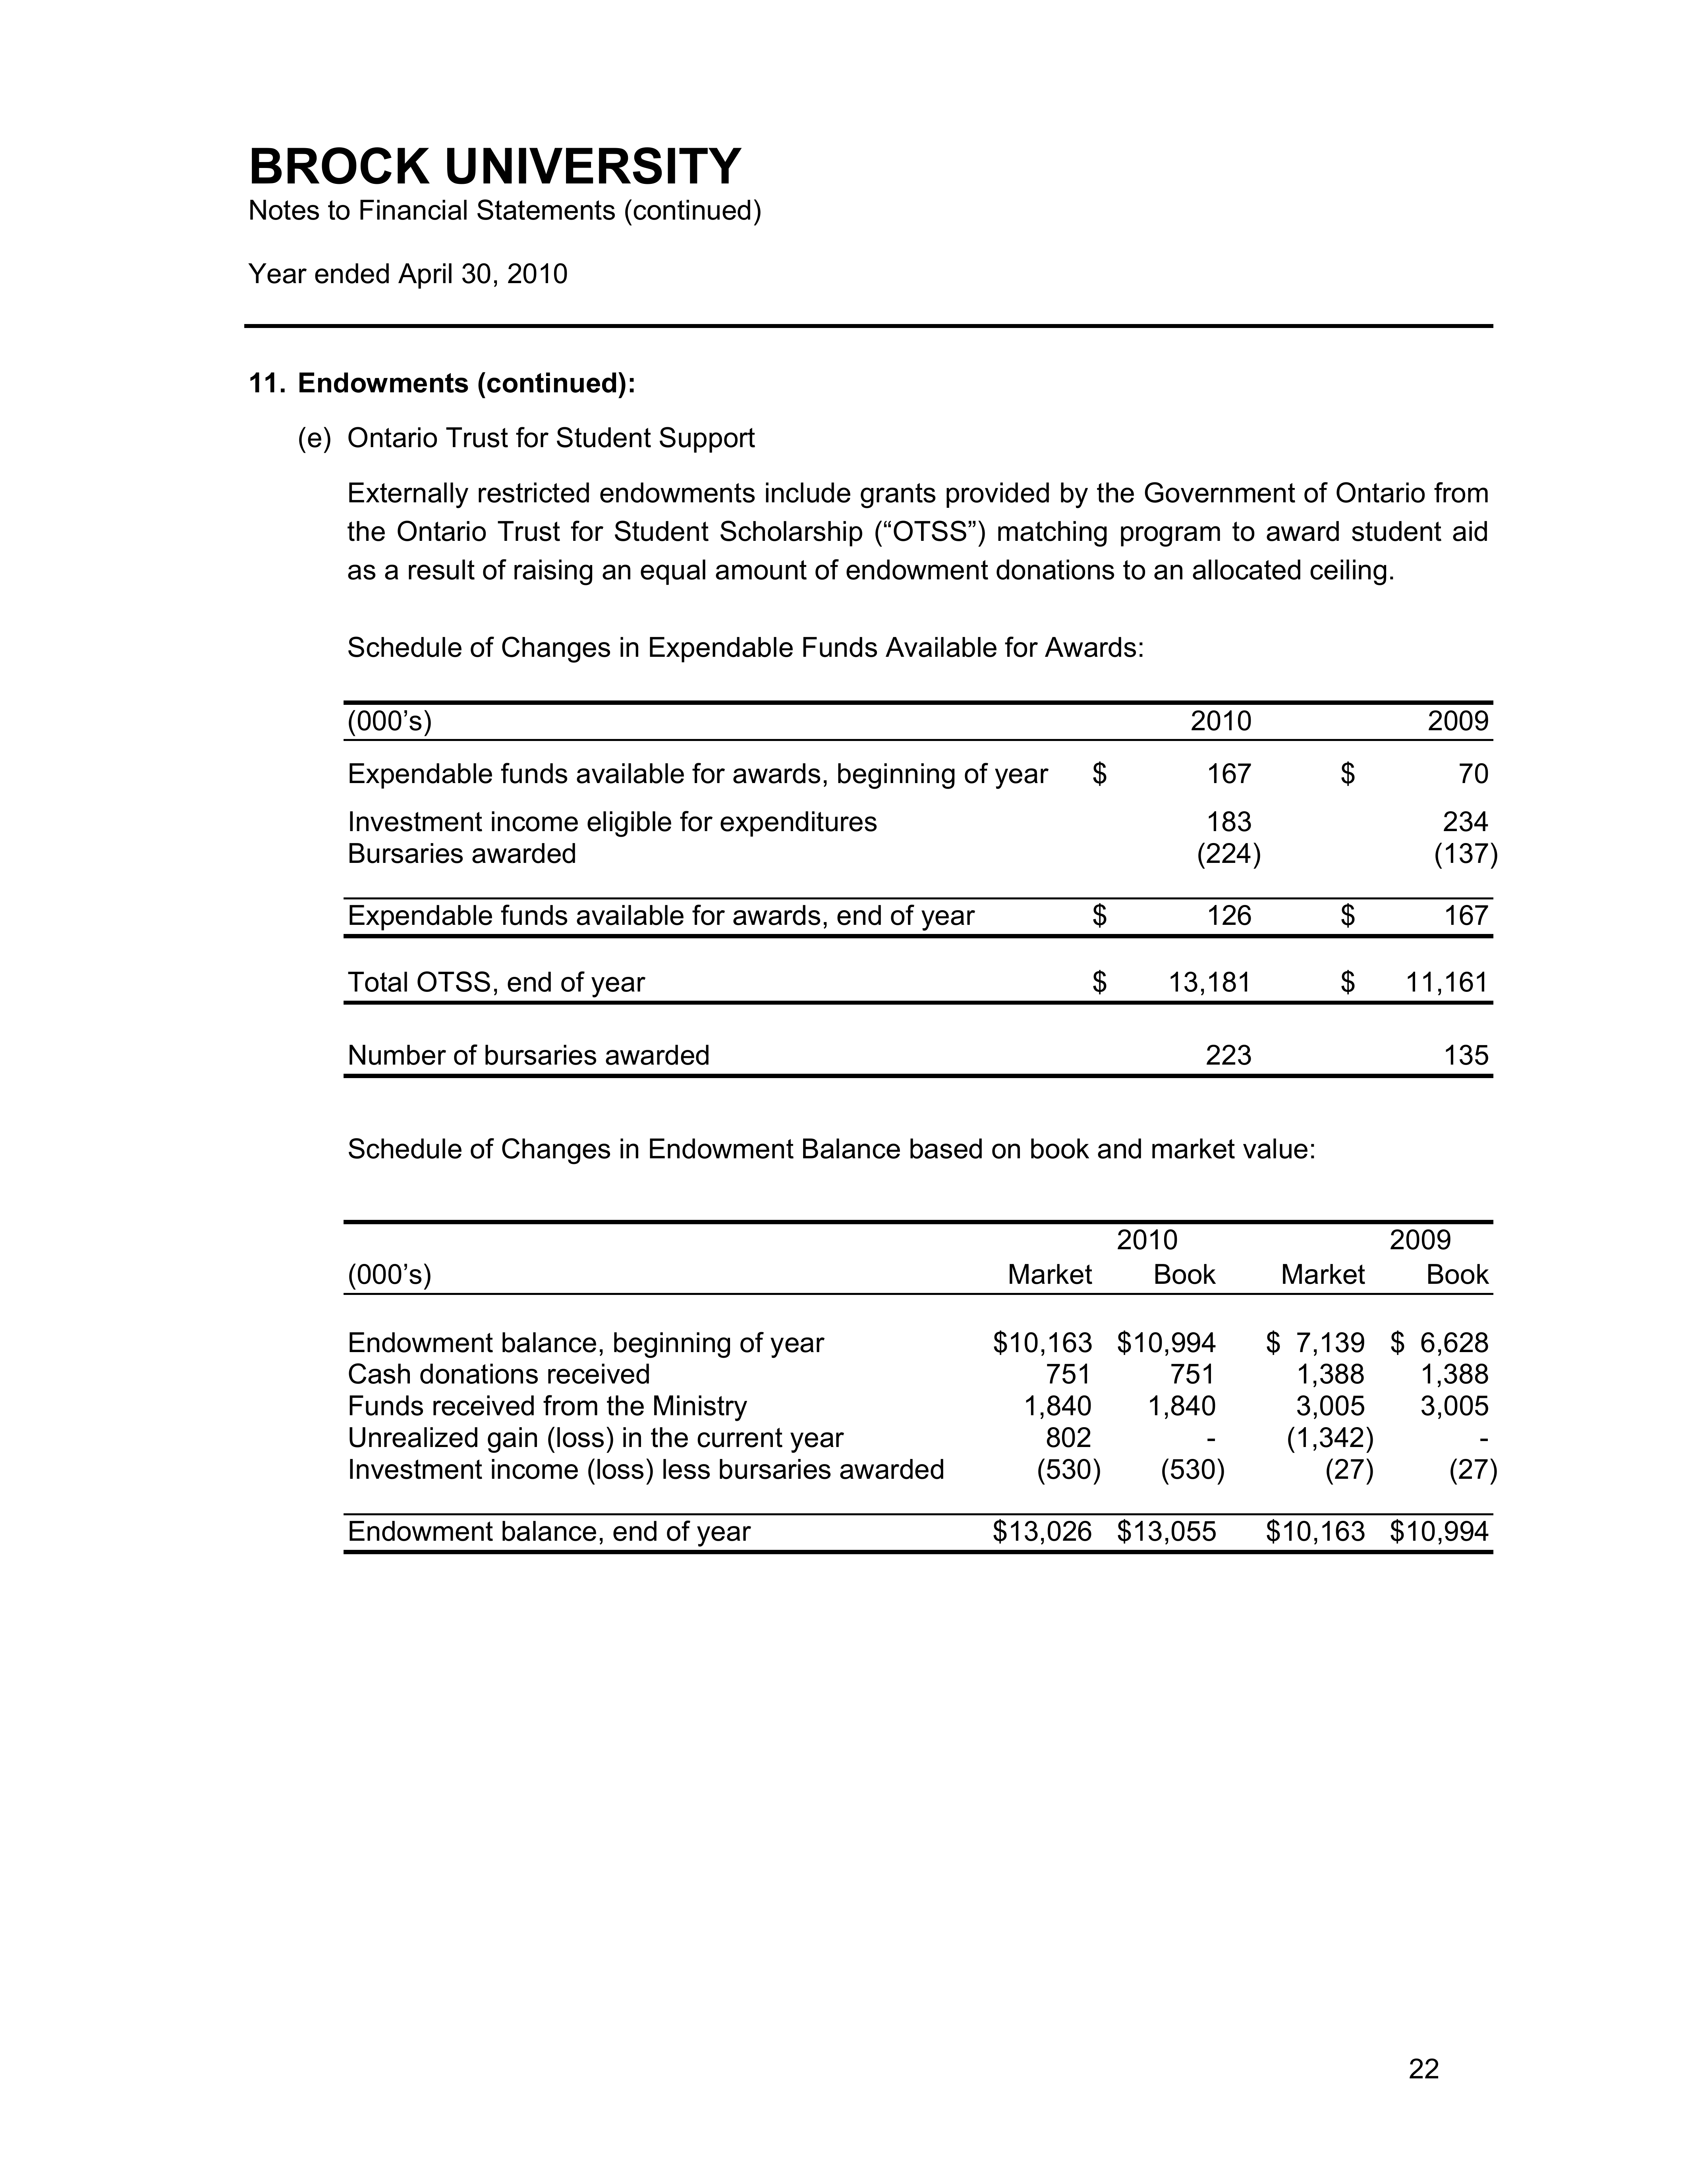 BROCK UNIVERSITY
Notes to Financial Statements (continued)
Year ended April 30, 2010
11. Endowments (continued):
(e) Ontario Trust for Student Support
Externally restricted endowments include grants provided by the Government of Ontario from
the Ontario Trust for Student Scholarship (“OTSS”) matching program to award student aid
as a result of raising an equal amount of endowment donations to an allocated ceiling.
Schedule of Changes in Expendable Funds Available for Awards:
(000’s) 2010 2009
Expendable funds available for awards, beginning of year $ 167 $ 70
Investment income eligible for expenditures 183 234
Bursaries awarded (224) (137)
Expendable funds available for awards, end of year $ 126 $ 167
Total OTSS, end of year $ 13,181 $ 11,161
Number of bursaries awarded 223 135
Schedule of Changes in Endowment Balance based on book and market value:
2010 2009
(000’s) Market Book Market Book
Endowment balance, beginning of year $10,163 $10,994 $ 7,139 $ 6,628
Cash donations received 751 751 1,388 1,388
Funds received from the Ministry 1,840 1,840 3,005 3,005
Unrealized gain (loss) in the current year 802 - (1,342) -
Investment income (loss) less bursaries awarded (530) (530) (27) (27)
Endowment balance, end of year $13,026 $13,055 $10,163 $10,994
22